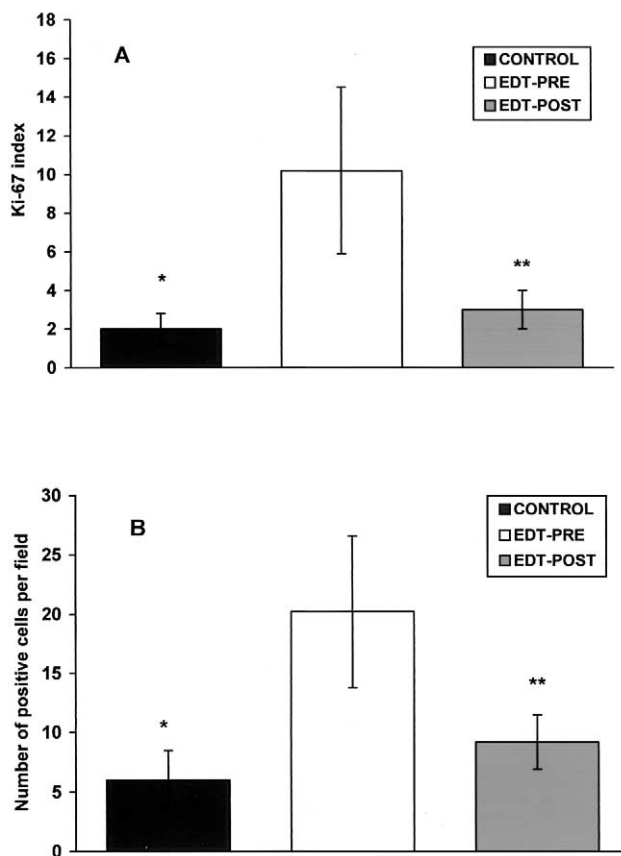 18
16
14
12
10
8
6
4
2
0
Ki-67 index
A
CONTROL
EDT-PRE
EDT-POST
*
**
30
25
20
15
10
5
0
Number of positive cells per field
B
CONTROL
EDT-PRE
EDT-POST
*
**